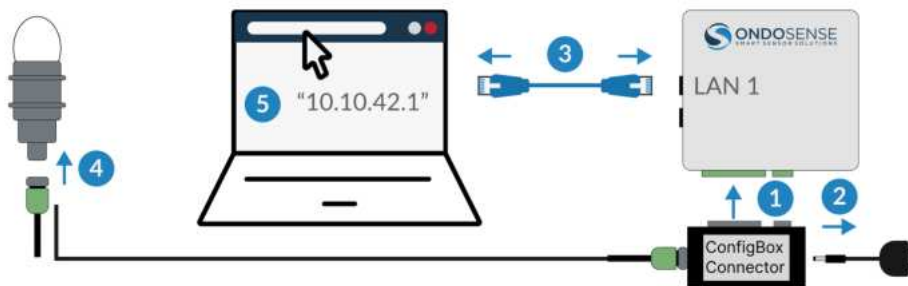 ONDOSENSE
SMART SENSOR SOLUTIONS
3
LAN 1
5 “10.10.42.1”
4
1
2
ConfigBox
Connector